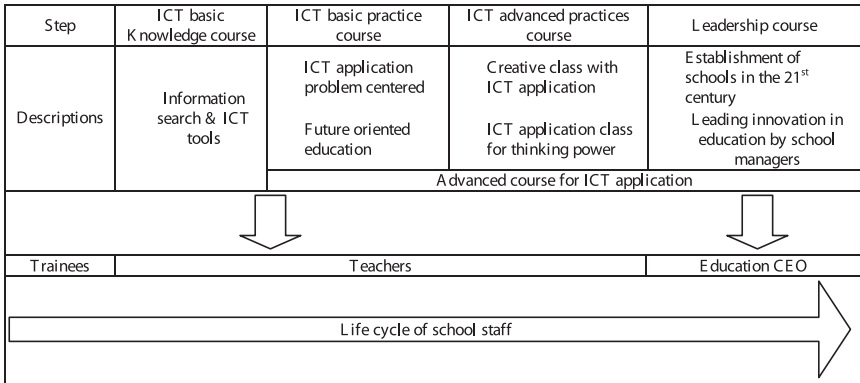 Step
ICT basic
Knowledge course
ICT basic practice
course
ICT advanced practices
course
Leadership course
Descriptions
Information
search & ICT
tools
ICT application
problem centered
Future oriented
education
Creative class with
ICT application
ICT application class
for thinking power
Establishment of
schools in the 21st
century
Leading innovation in
education by school
managers
Advanced course for ICT application
Trainees
Teachers
Education CEO
Life cycle of school staff